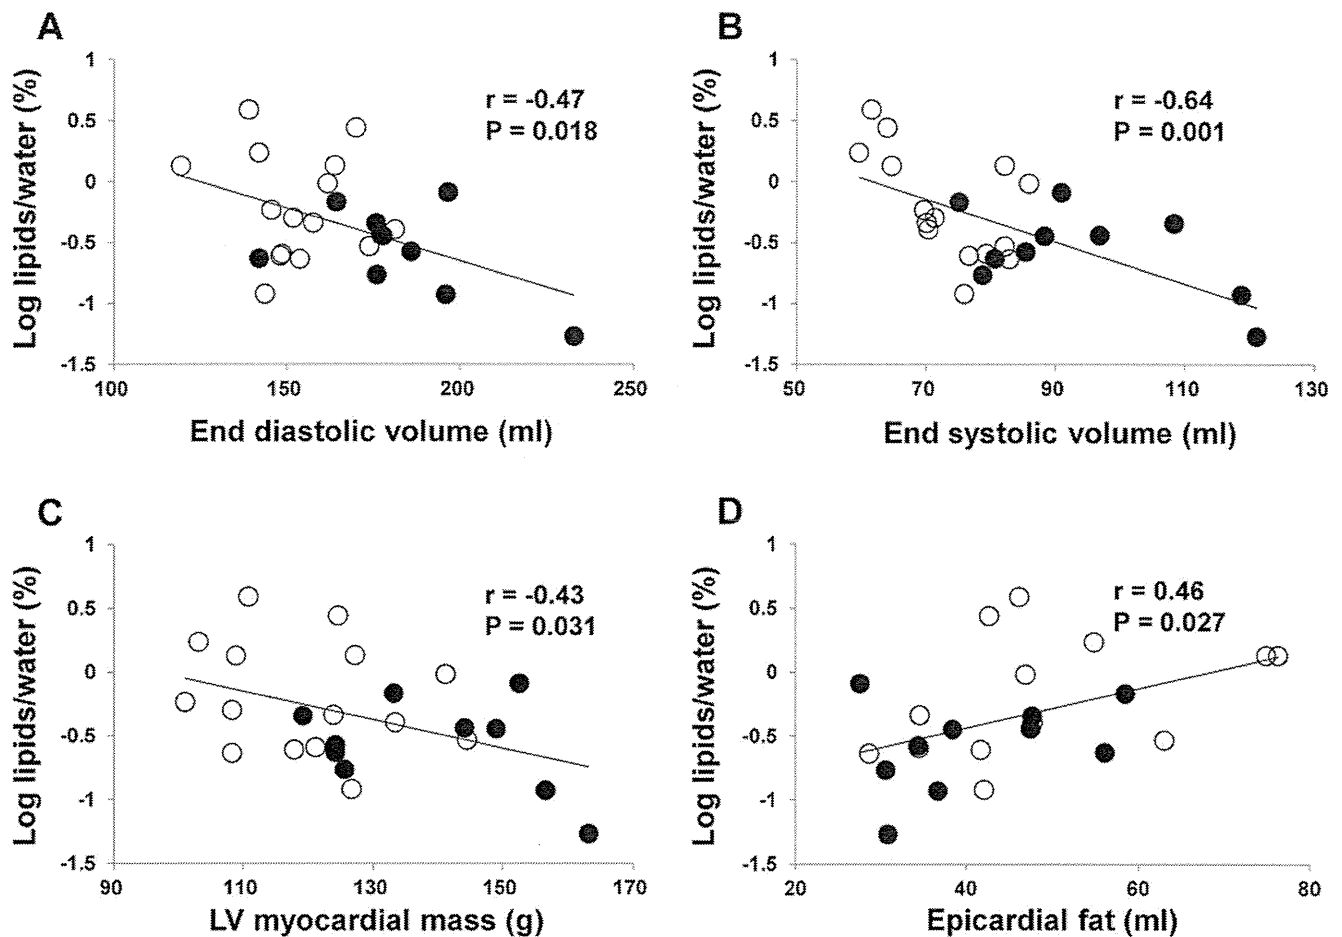 A
Log lipids/water (%)
1
0.5
0
-0.5
-1
-1.5
100
150
200
250
r = -0.47
P = 0.018
End diastolic volume (ml)
B
Log lipids/water (%)
1
0.5
0
-0.5
-1
-1.5
50
70
90
110
130
r = -0.64
P = 0.001
End systolic volume (ml)
C
Log lipids/water (%)
1
0.5
0
-0.5
-1
-1.5
90
110
130
150
170
r = -0.43
P = 0.031
LV myocardial mass (g)
D
Log lipids/water (%)
1
0.5
0
-0.5
-1
-1.5
20
40
60
80
r = 0.46
P = 0.027
Epicardial fat (ml)